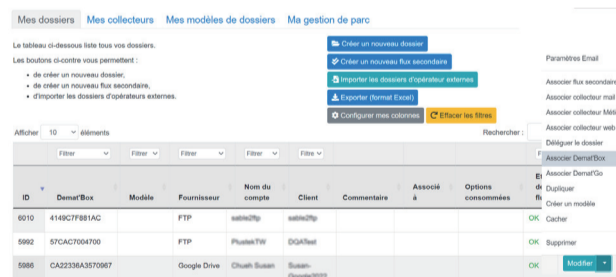 Mes dossiers Mes collecteurs Mes modèles de dossiers Ma gestion de parc
Le tableau ci-dessous liste tous vos dossiers.
Les boutons ci-contre vous permettent :
de créer un nouveau dossier,
de créer un nouveau flux secondaire,
d'importer les dossiers d'opérateur externes.
Créer un nouveau dossier
Créer un nouveau flux secondaire
Importer les dossiers d'opérateur externes
Exporter (format Excel)
Configurer mes colonnes Effacer les filtres
Afficher 10 éléments Rechercher :
Filtrer Filtrer Filtrer Filtrer Filtre
ID Demat'Box Modèle Fournisseur Nom du compte Client Commentaire Associé à Options consommées
6010 4149C7F881AC FTP OK
5992 57CAC7004700 FTP PlustekTW DQATest OK
5986 CA22336A3570967 Google Drive Chueh Susan Susan- OK
Paramètres Email
Associer flux secondaire
Associer collecteur mail
Associer collecteur Méti
Associer collecteur web
Déléguer le dossier
Associer Demat'Box
Associer Demat'Go
Dupliquer
Créer un modèle
Cacher
Supprimer
Modifier